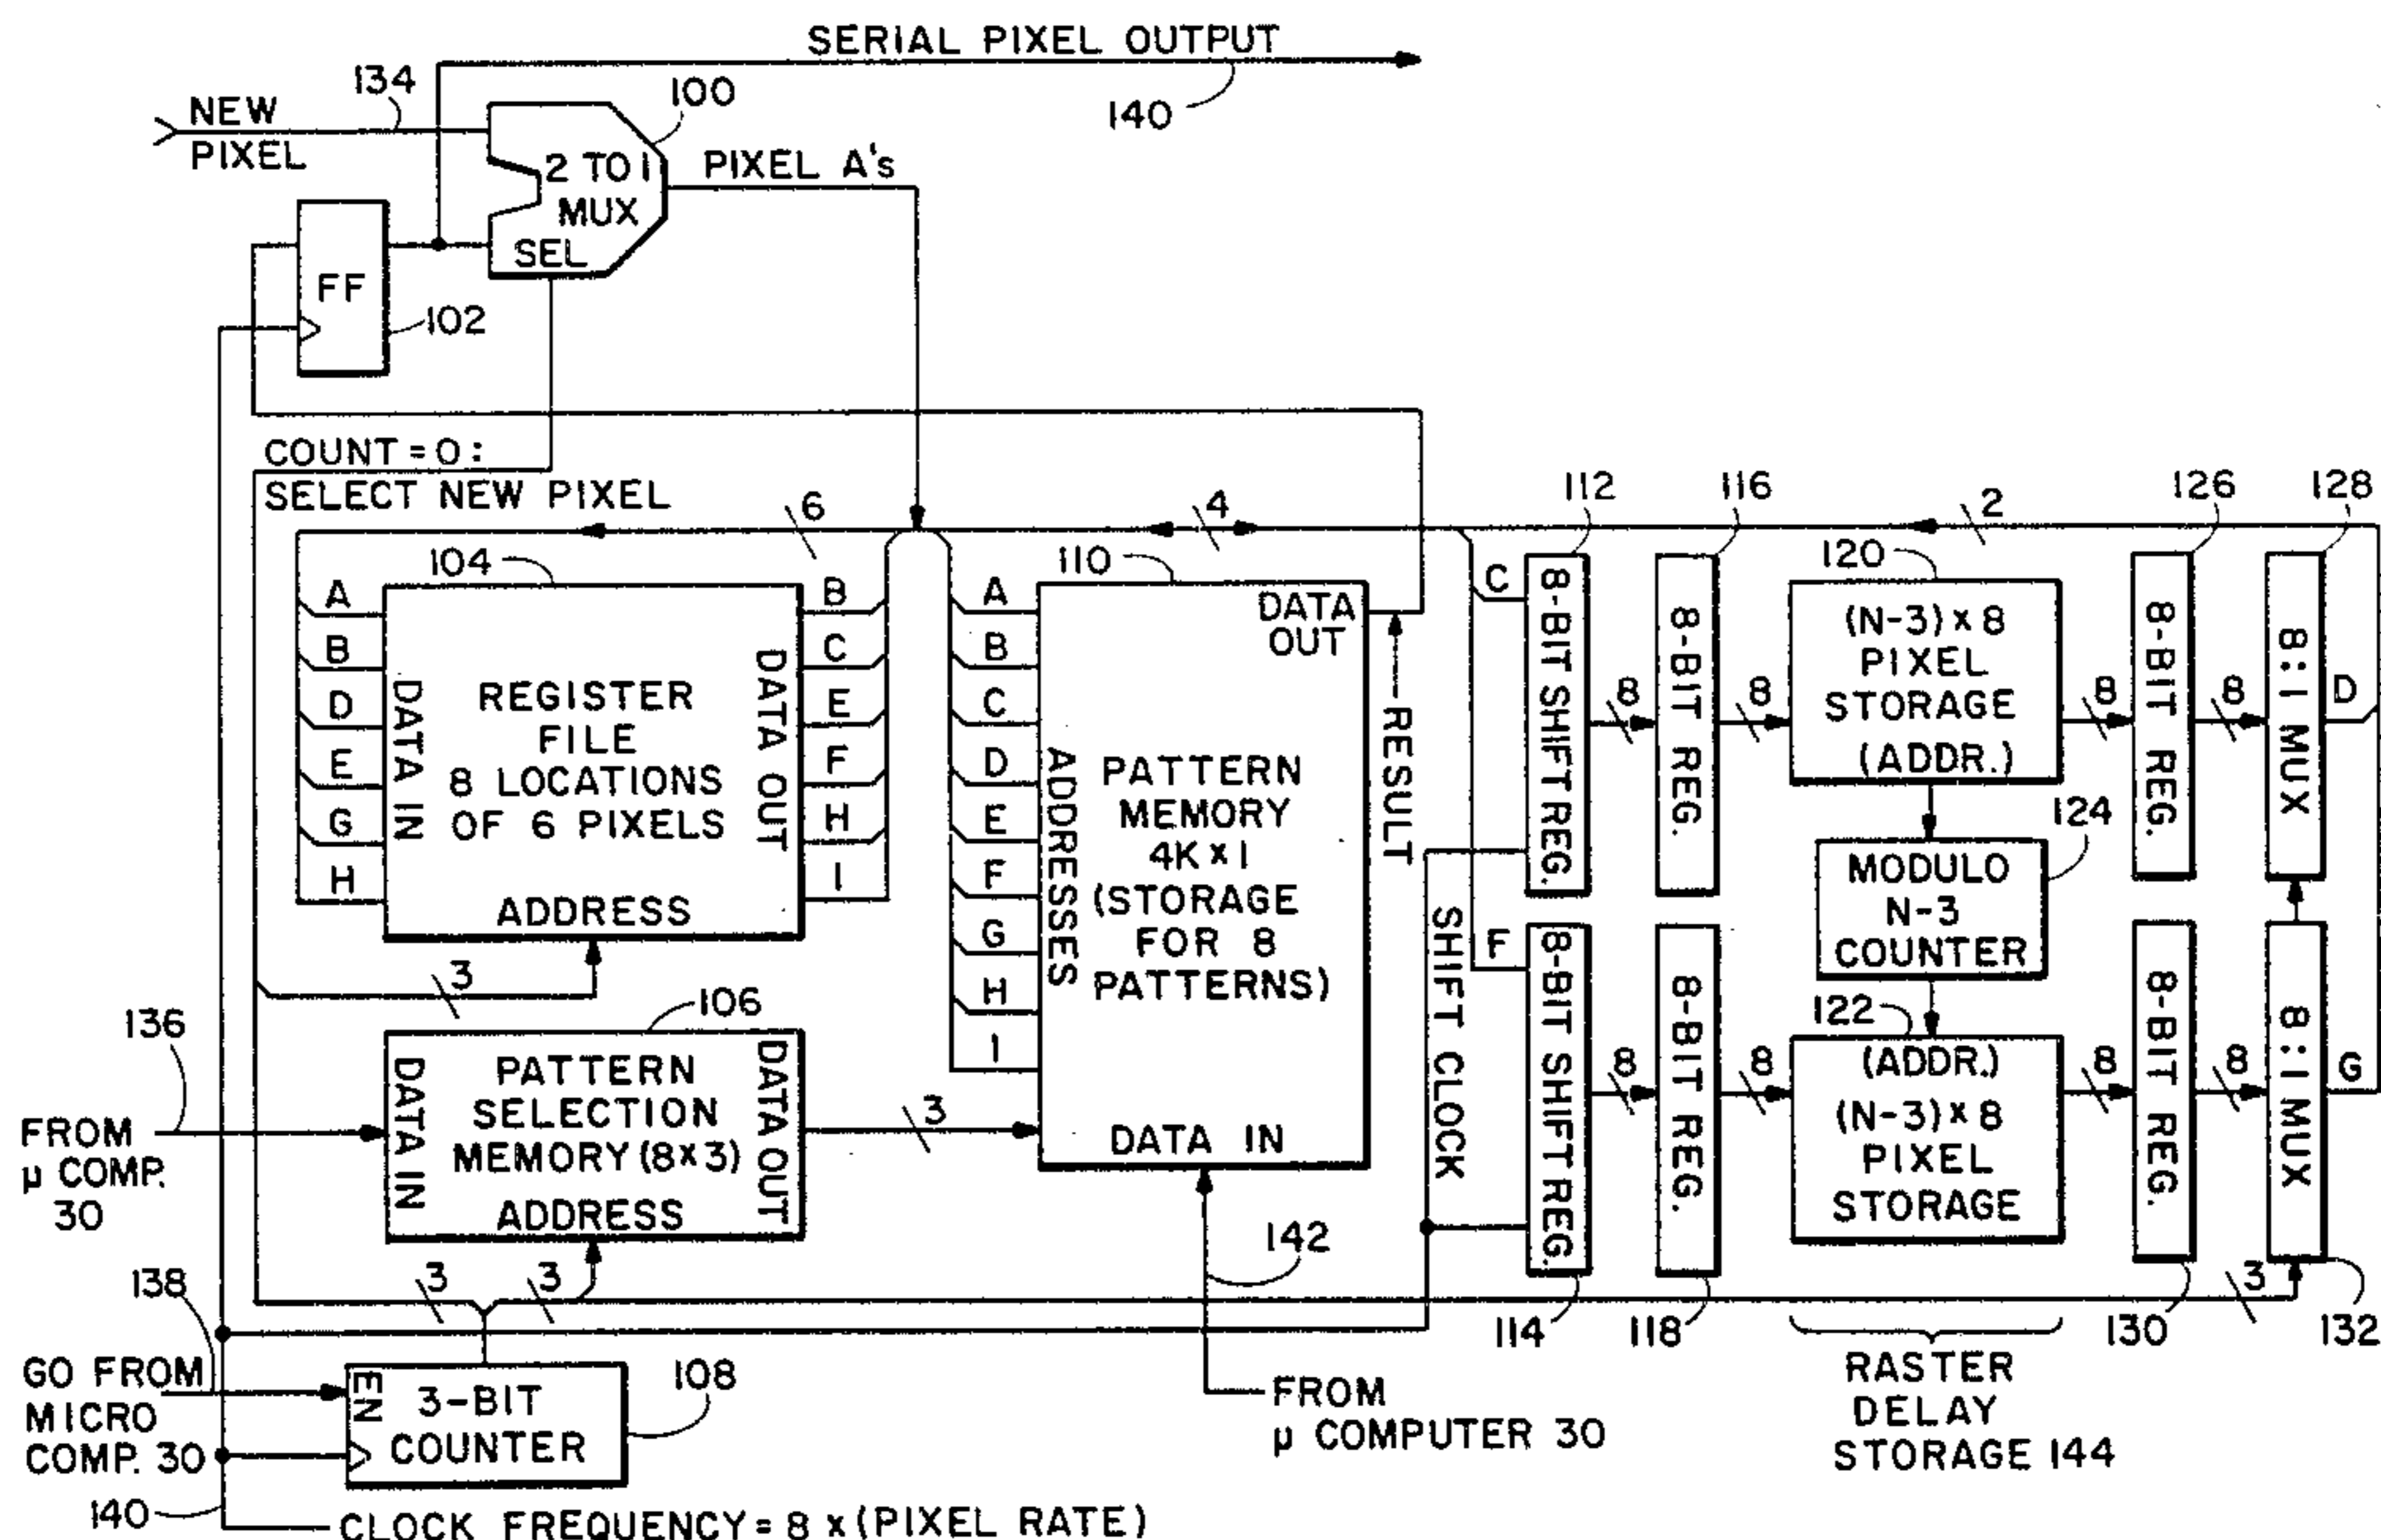 SERIAL PIXEL OUTPUT
140
134
NEW
PIXEL
100
2 TO 1
MUX
SEL
PIXEL A's
FF
102
COUNT = 0 :
SELECT NEW PIXEL
6
4
2
104
A
B
D
E
G
H
DATA IN
REGISTER
FILE
8 LOCATIONS
OF 6 PIXELS
ADDRESS
DATA OUT
B
C
E
F
H
I
3
110
A
B
C
D
E
F
G
H
I
ADDRESSES
DATA
OUT
PATTERN
MEMORY
4K x 1
(STORAGE
FOR 8
PATTERNS)
DATA IN
RESULT
136
FROM
μ COMP.
30
106
DATA IN
PATTERN
SELECTION
MEMORY (8x3)
ADDRESS
DATA OUT
3
3
3
138
GO FROM
MICRO
COMP. 30
EN
3-BIT
COUNTER
108
140
CLOCK FREQUENCY = 8 x (PIXEL RATE)
142
FROM
μ COMPUTER 30
SHIFT CLOCK
112
C
8-BIT SHIFT REG.
8
116
8-BIT REG.
8
120
(N-3) x 8
PIXEL
STORAGE
(ADDR.)
8
126
8-BIT REG.
8
128
8:1 MUX
D
124
MODULO
N-3
COUNTER
F
8-BIT SHIFT REG.
114
8
8-BIT REG.
118
8
122
(ADDR.)
(N-3) x 8
PIXEL
STORAGE
8
8-BIT REG.
130
8
8:1 MUX
G
132
3
RASTER
DELAY
STORAGE 144